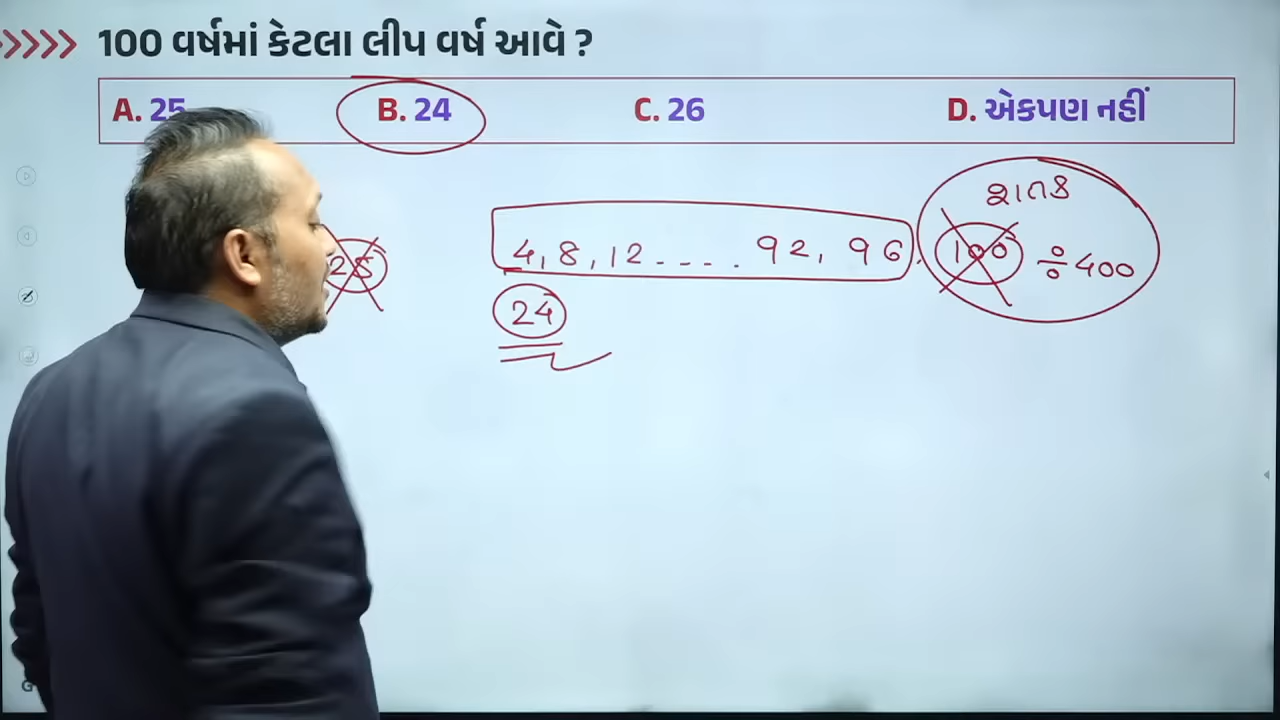 100 વર્ષમાં કેટલા લીપ વર્ષ આવે ?
A. 25 B. 24 C. 26 D. એકપણ નહીં
શતક
25 4, 8, 12 - - - . 92, 96, 100 ÷ 400
24
G